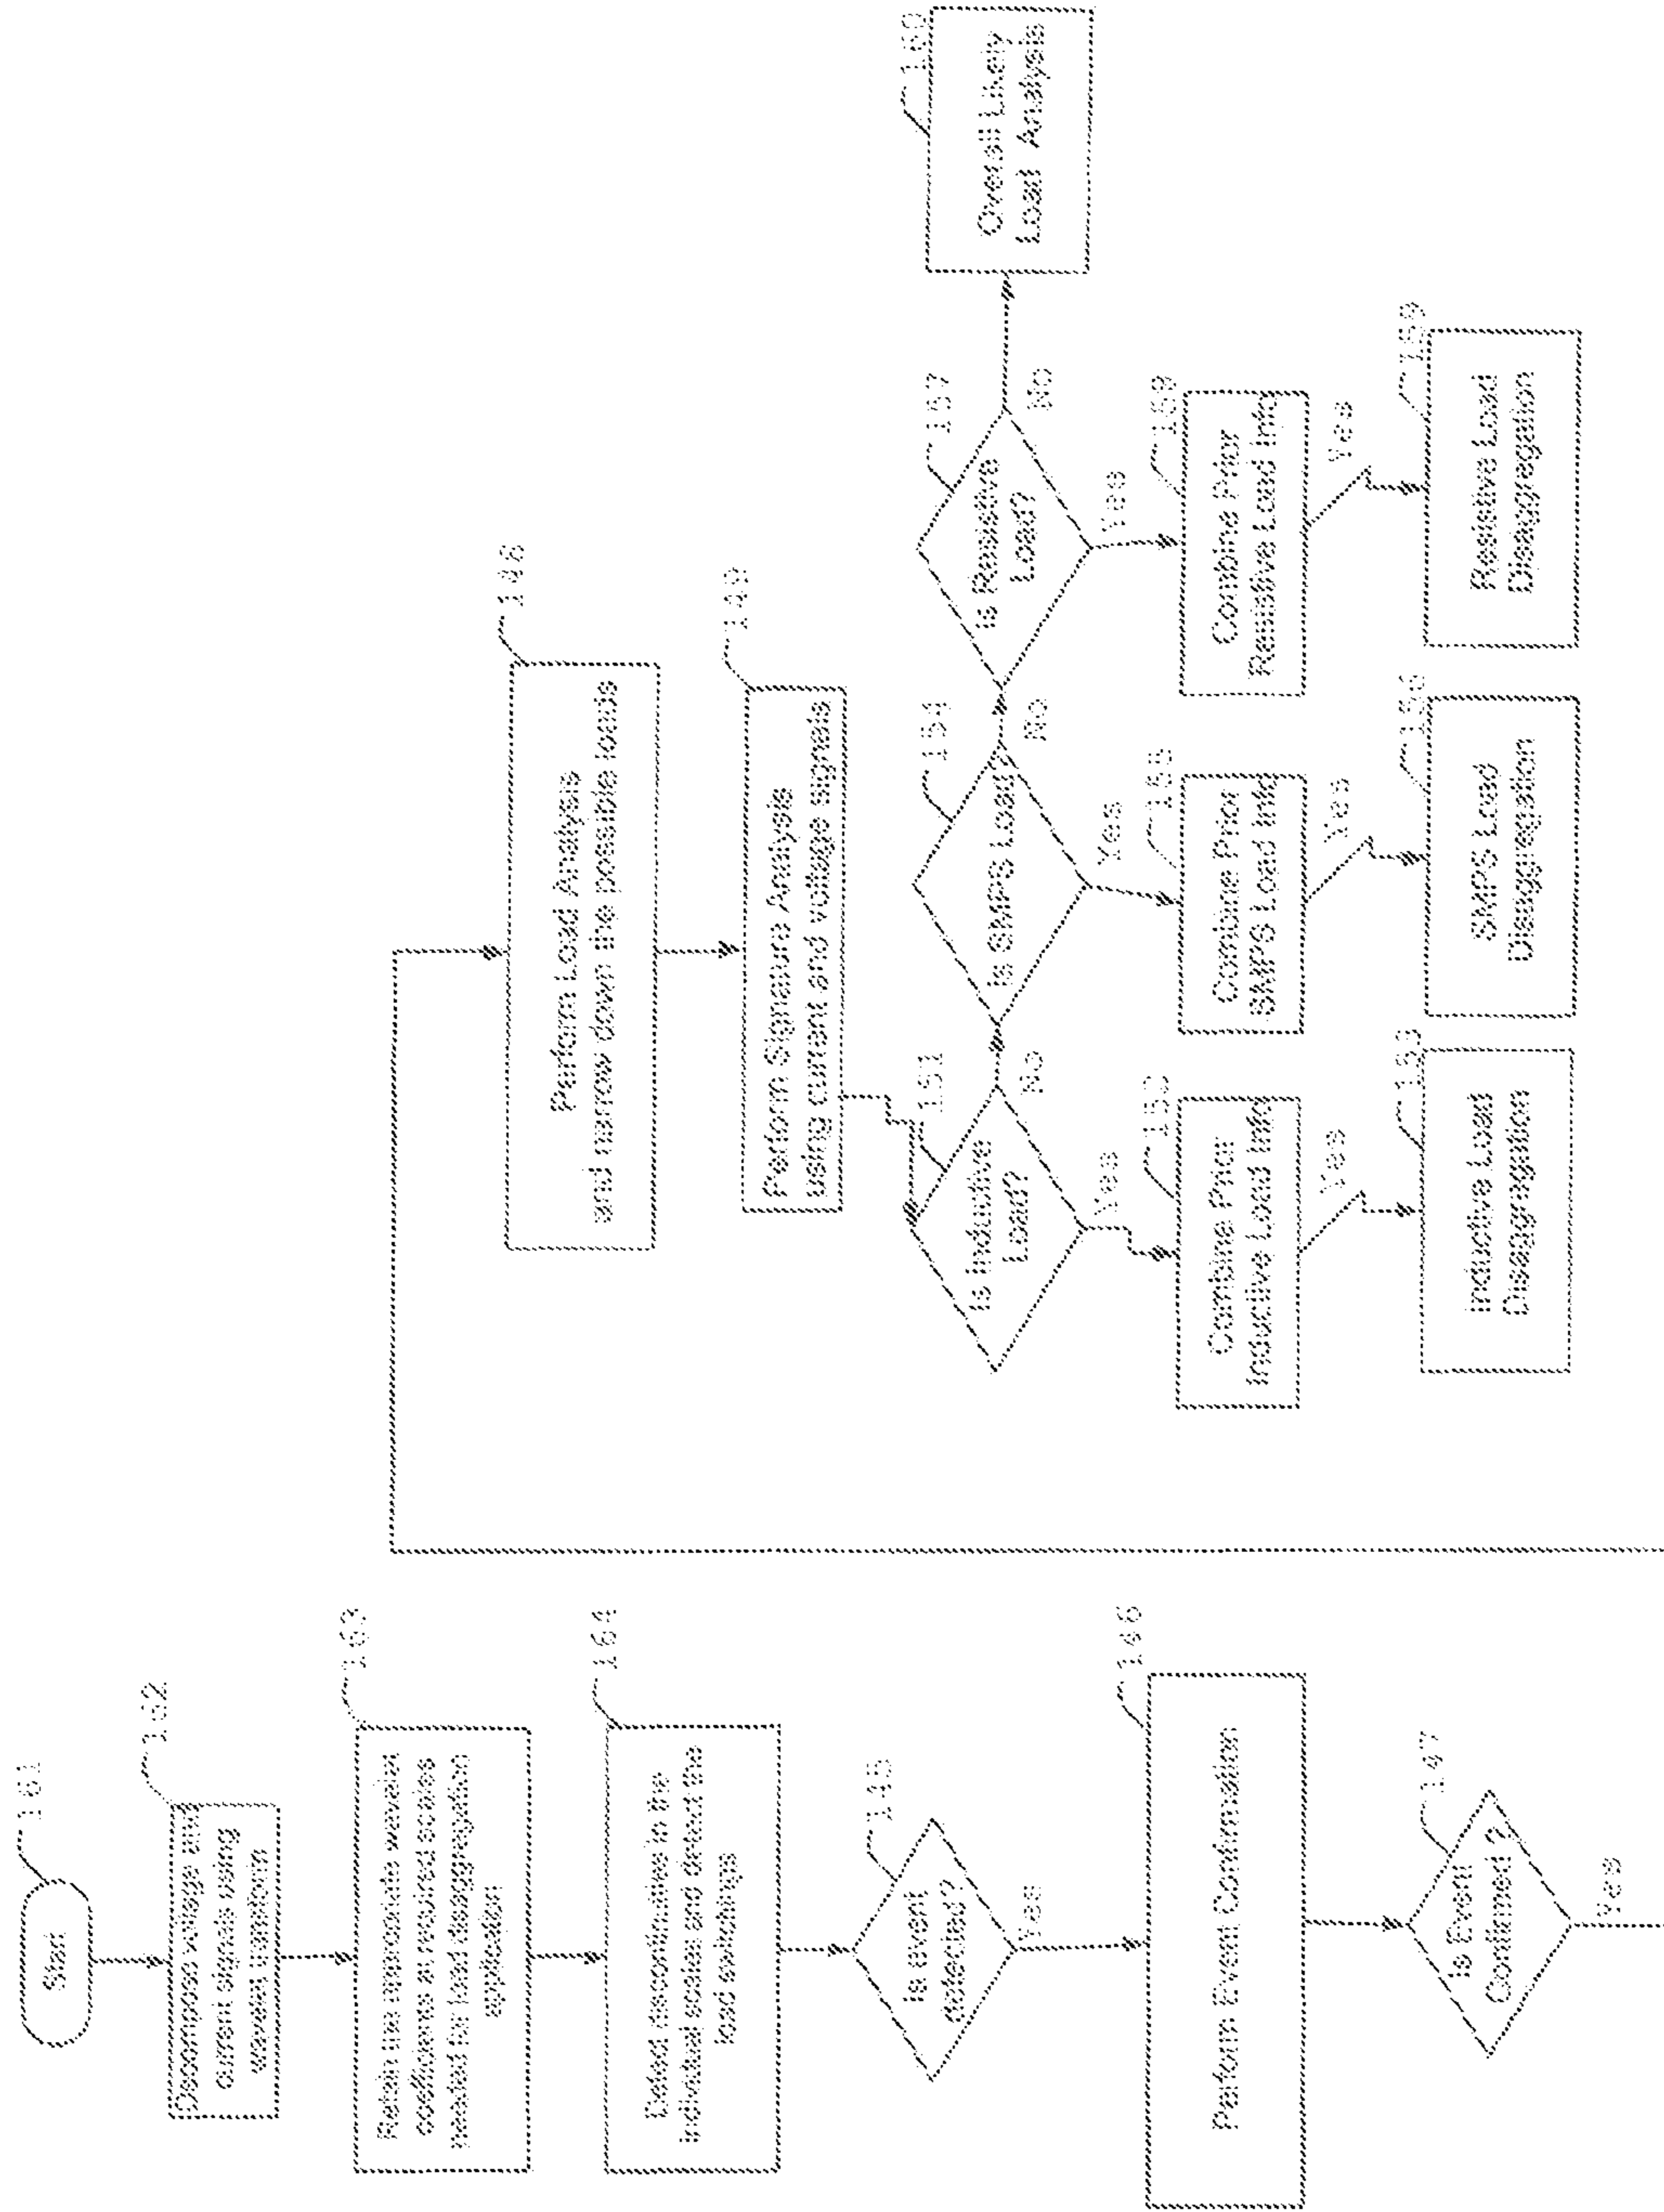 Start
161
Decompose voltage and
current signals using
wavelet transform
162
Retain the appropriate wavelet
coefficients at required scales
needed for load disaggregation
application
163
Detect discontinuities in the
individual scales and detect the
load switchings
164
Is event
detected ?
145
Yes
Perform Event Confirmation
146
Is Event
Confirmed ?
147
Yes
Perform Load Analysis
and narrow down the possible loads
148
Perform Signature Analysis
using current and voltage signals
149
Is Inductive
Load?
151
No
Yes
Combine Prior
Inductive Load Info
152
Yes
Inductive Load
Disaggregation
153
Is SMPS Load?
154
No
Yes
Combine Prior
SMPS Load Info
155
Yes
SMPS Load
Disaggregation
156
Is Resistive
Load?
157
No
Yes
Combine Prior
Resistive Load Info
Yes
Resistive Load
Disaggregation
159
Overall Likely
Load Analysis
160